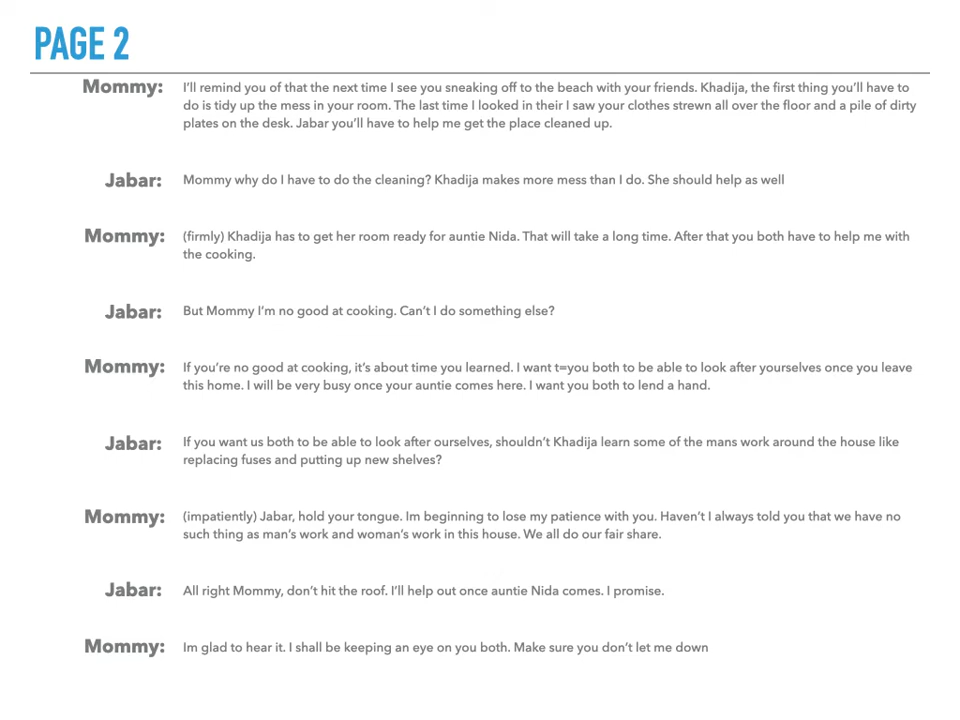 PAGE 2
Mommy: I'll remind you of that the next time I see you sneaking off to the beach with your friends. Khadija, the first thing you'll have to
do is tidy up the mess in your room. The last time I looked in their I saw your clothes strewn all over the floor and a pile of dirty
plates on the desk. Jabar you'll have to help me get the place cleaned up.
Jabar: Mommy why do I have to do the cleaning? Khadija makes more mess than I do. She should help as well
Mommy: (firmly) Khadija has to get her room ready for auntie Nida. That will take a long time. After that you both have to help me with
the cooking.
Jabar: But Mommy I'm no good at cooking. Can't I do something else?
Mommy: If you're no good at cooking, it's about time you learned. I want t=you both to be able to look after yourselves once you leave
this home. I will be very busy once your auntie comes here. I want you both to lend a hand.
Jabar: If you want us both to be able to look after ourselves, shouldn't Khadija learn some of the mans work around the house like
replacing fuses and putting up new shelves?
Mommy: (impatiently) Jabar, hold your tongue. Im beginning to lose my patience with you. Haven't I always told you that we have no
such thing as man's work and woman's work in this house. We all do our fair share.
Jabar: All right Mommy, don't hit the roof. I'll help out once auntie Nida comes. I promise.
Mommy: Im glad to hear it. I shall be keeping an eye on you both. Make sure you don't let me down